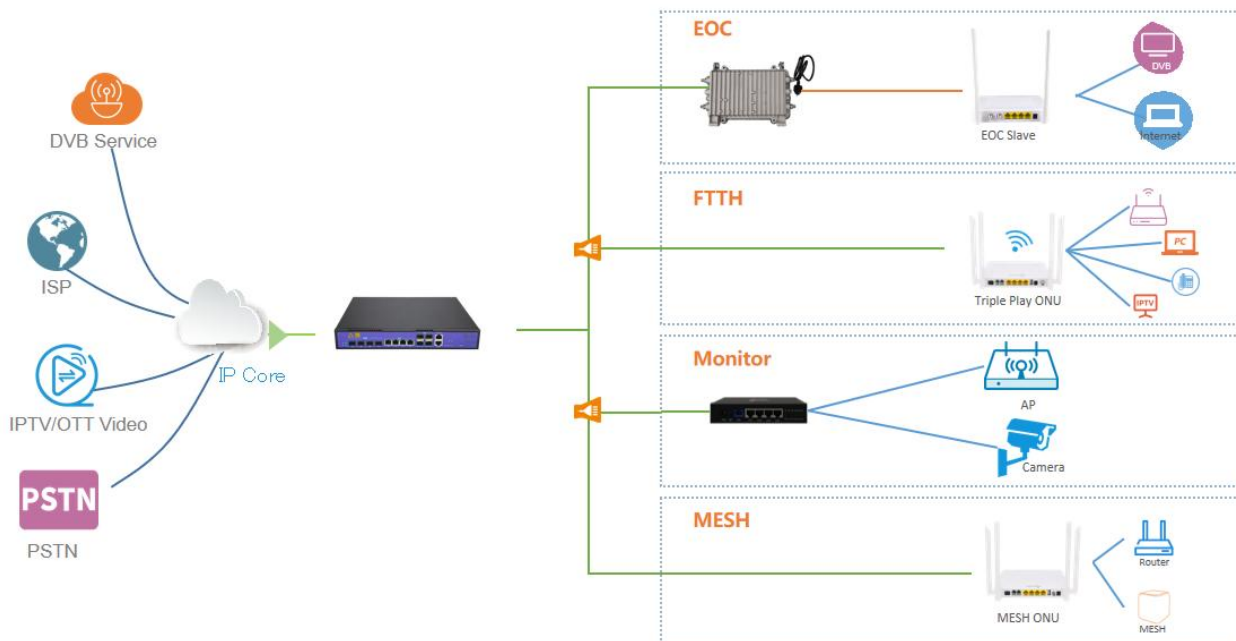 DVB Service
ISP
IPTV/OTT Video
PSTN
PSTN
IP Core
EOC
EOC Slave
DVB
Internet
FTTH
Triple Play ONU
PC
IPTV
Monitor
AP
Camera
MESH
MESH ONU
Router
MESH